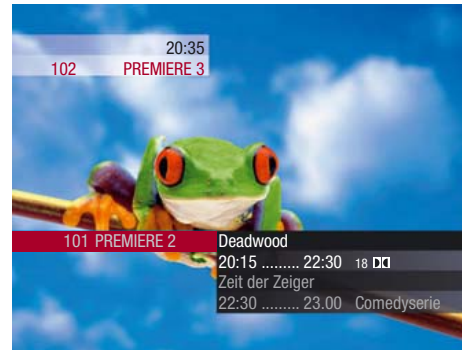 20:35
102 PREMIERE 3
101 PREMIERE 2
Deadwood
20:15 ......... 22:30 18
Zeit der Zeiger
22:30 ......... 23.00 Comedyserie